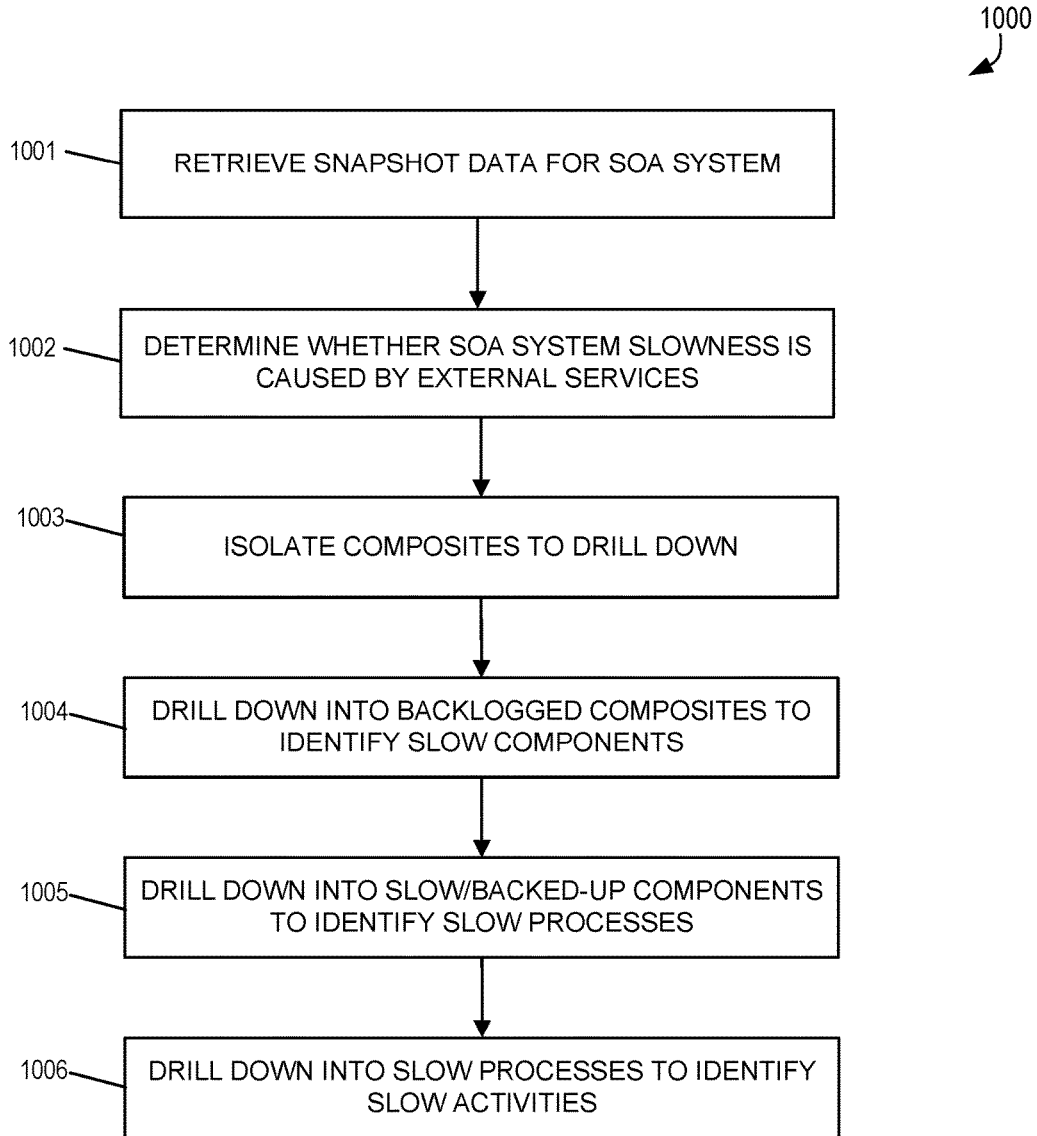 1000
1001
RETRIEVE SNAPSHOT DATA FOR SOA SYSTEM
1002
DETERMINE WHETHER SOA SYSTEM SLOWNESS IS
CAUSED BY EXTERNAL SERVICES
1003
ISOLATE COMPOSITES TO DRILL DOWN
1004
DRILL DOWN INTO BACKLOGGED COMPOSITES TO
IDENTIFY SLOW COMPONENTS
1005
DRILL DOWN INTO SLOW/BACKED-UP COMPONENTS
TO IDENTIFY SLOW PROCESSES
1006
DRILL DOWN INTO SLOW PROCESSES TO IDENTIFY
SLOW ACTIVITIES